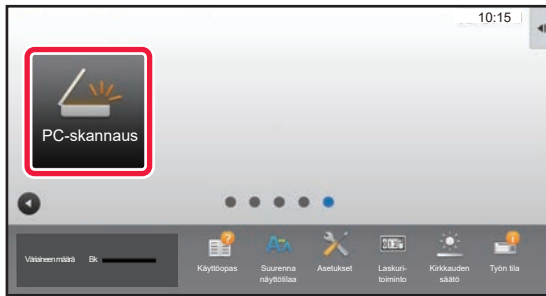 10:15
PC-skannaus
Väriaineen määrä Bk
Käyttöopas
Suurenna
näyttötilaa
Asetukset
Laskuri-
toiminto
Kirkkauden
säätö
Työn tila